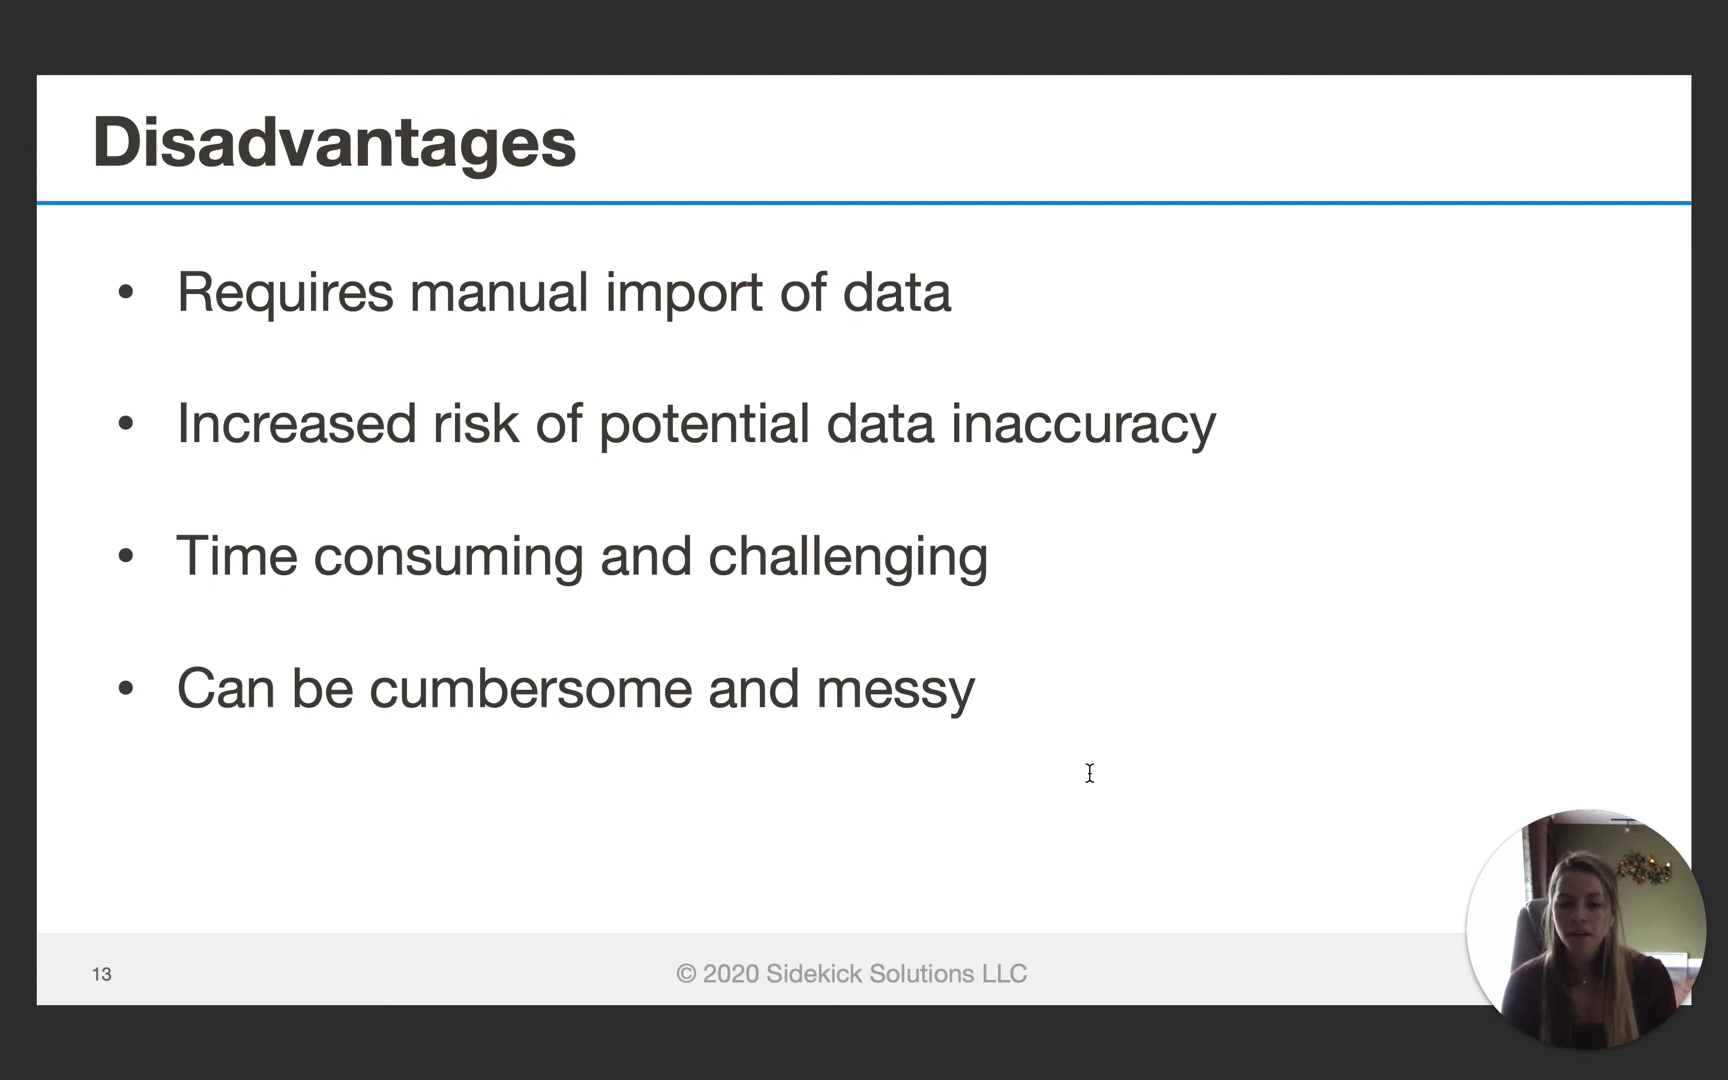 Disadvantages
• Requires manual import of data
• Increased risk of potential data inaccuracy
• Time consuming and challenging
• Can be cumbersome and messy
13
© 2020 Sidekick Solutions LLC